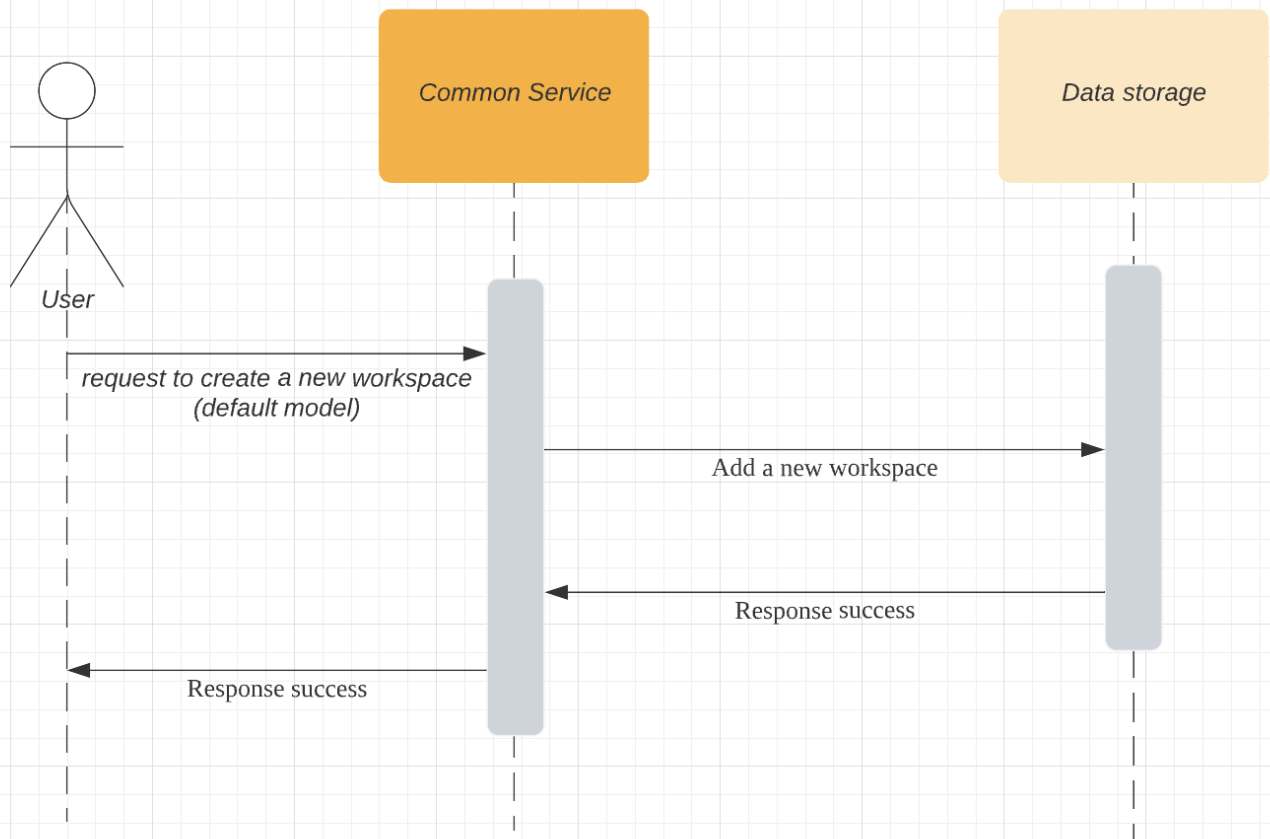 Common Service
Data storage
User
request to create a new workspace
(default model)
Add a new workspace
Response success
Response success